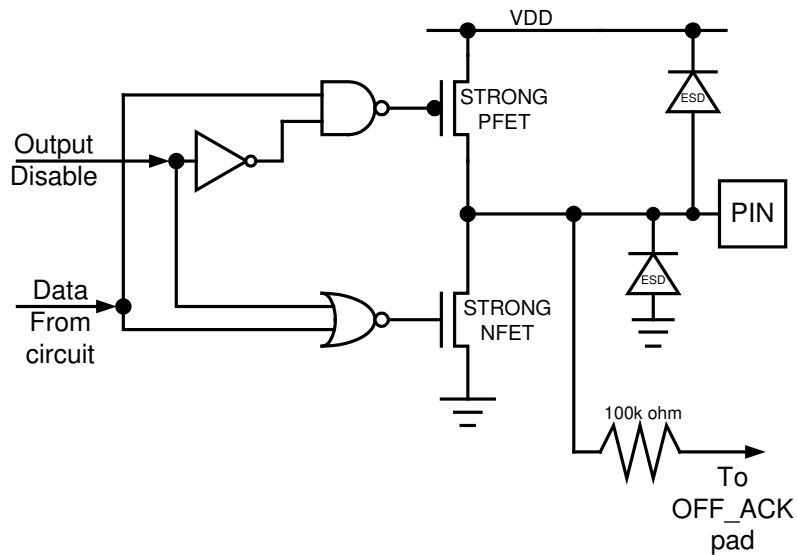 VDD
STRONG
PFET
ESD
Output
Disable
PIN
ESD
Data
From
circuit
STRONG
NFET
100k ohm
To
OFF_ACK
pad